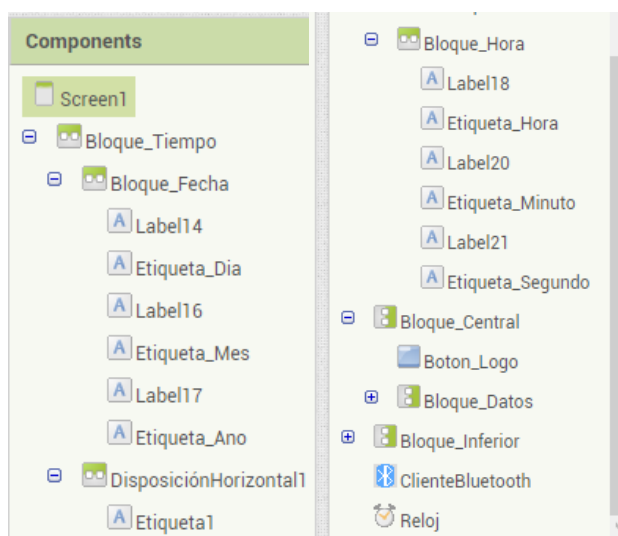 Components
Screen1
Bloque_Tiempo
Bloque_Fecha
A Label14
A Etiqueta_Dia
A Label16
A Etiqueta_Mes
A Label17
A Etiqueta_Ano
DisposiciónHorizontal1
A Etiqueta1
Bloque_Hora
A Label18
A Etiqueta_Hora
A Label20
A Etiqueta_Minuto
A Label21
A Etiqueta_Segundo
Bloque_Central
Boton_Logo
Bloque_Datos
Bloque_Inferior
ClienteBluetooth
Reloj